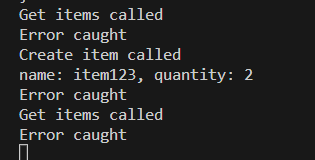 Get items called
Error caught
Create item called
name: item123, quantity: 2
Error caught
Get items called
Error caught